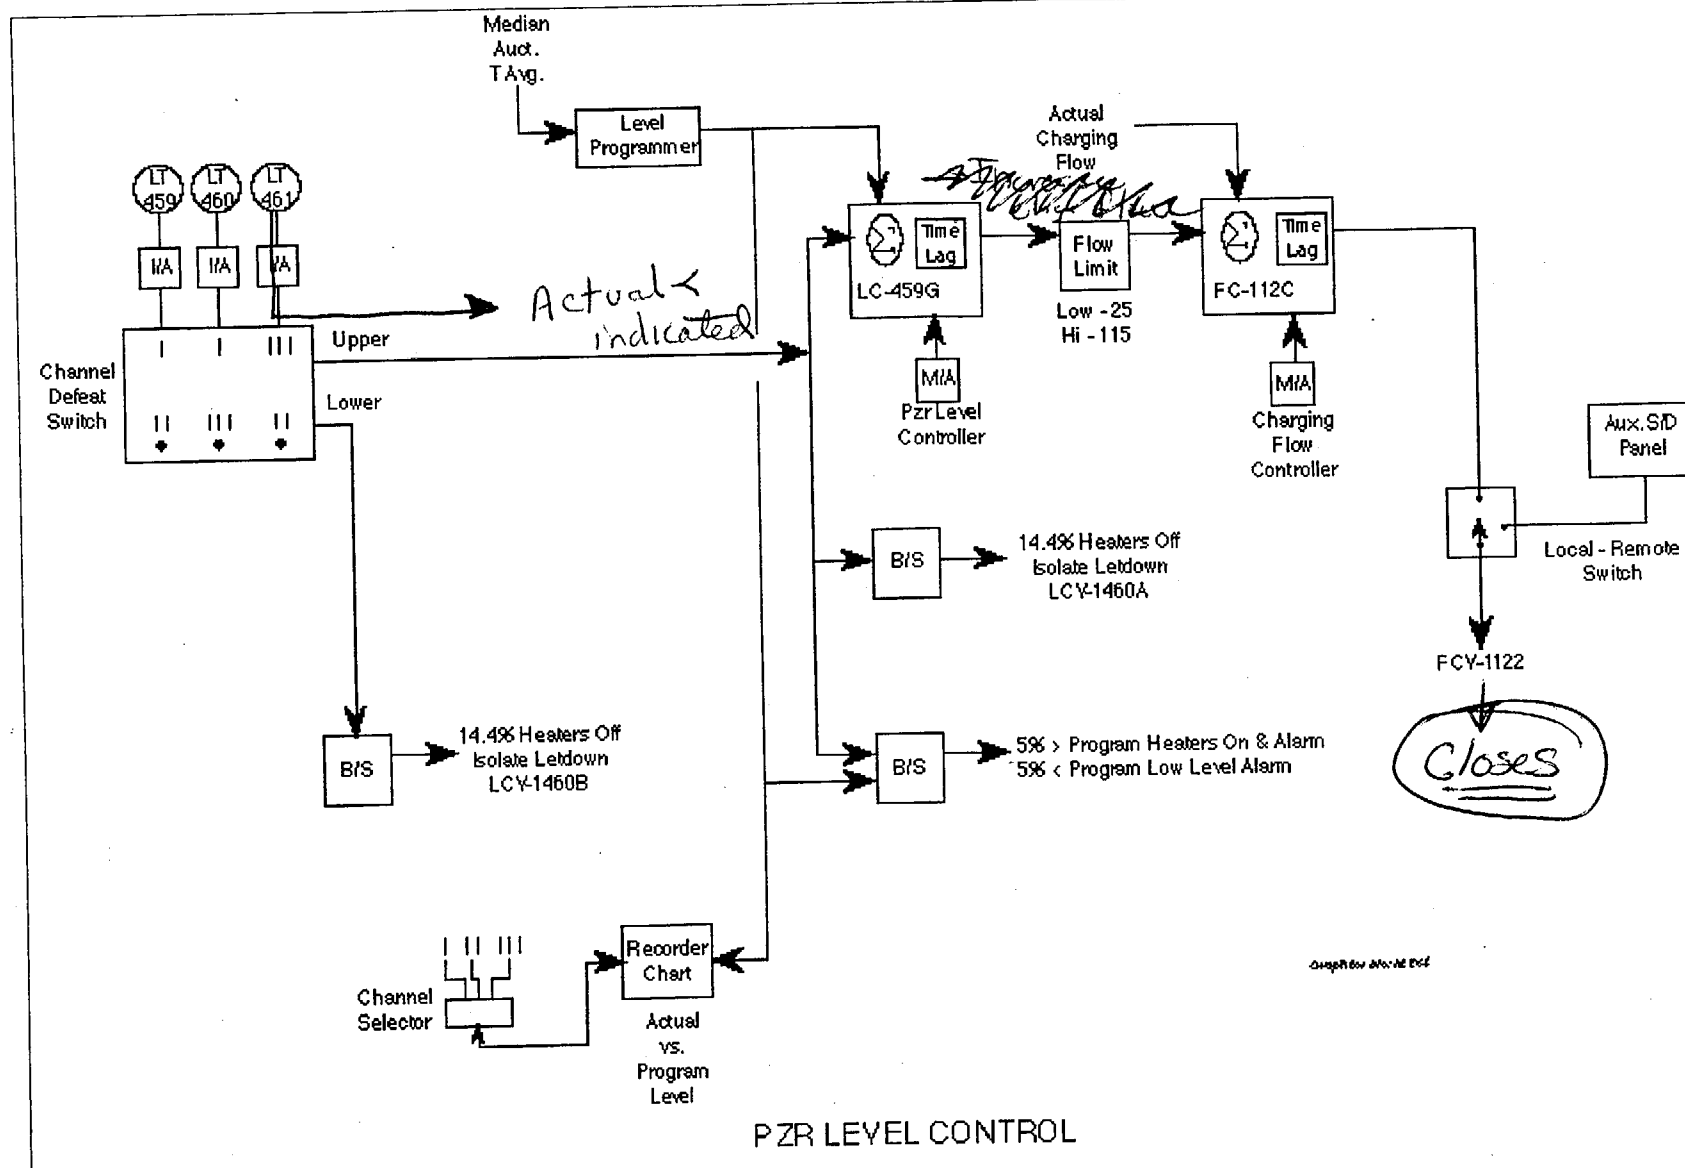 Median
Auct.
TAvg.
Level
Programmer
Actual
Charging
Flow
LT
459
LT
460
LT
461
I/A
I/A
I/A
Actual <
indicated
Time
Lag
LC-459G
Flow
Limit
Low - 25
Hi - 115
Time
Lag
FC-112C
M/A
Pzr Level
Controller
M/A
Charging
Flow
Controller
Channel
Defeat
Switch
I I III
II III II
Upper
Lower
Aux. S/D
Panel
Local - Remote
Switch
FCV-1122
Closes
B/S
14.4% Heaters Off
Isolate Letdown
LCV-1460A
B/S
14.4% Heaters Off
Isolate Letdown
LCV-1460B
B/S
5% > Program Heaters On & Alarm
5% < Program Low Level Alarm
I II III
Channel
Selector
Recorder
Chart
Actual
vs.
Program
Level
PZR LEVEL CONTROL